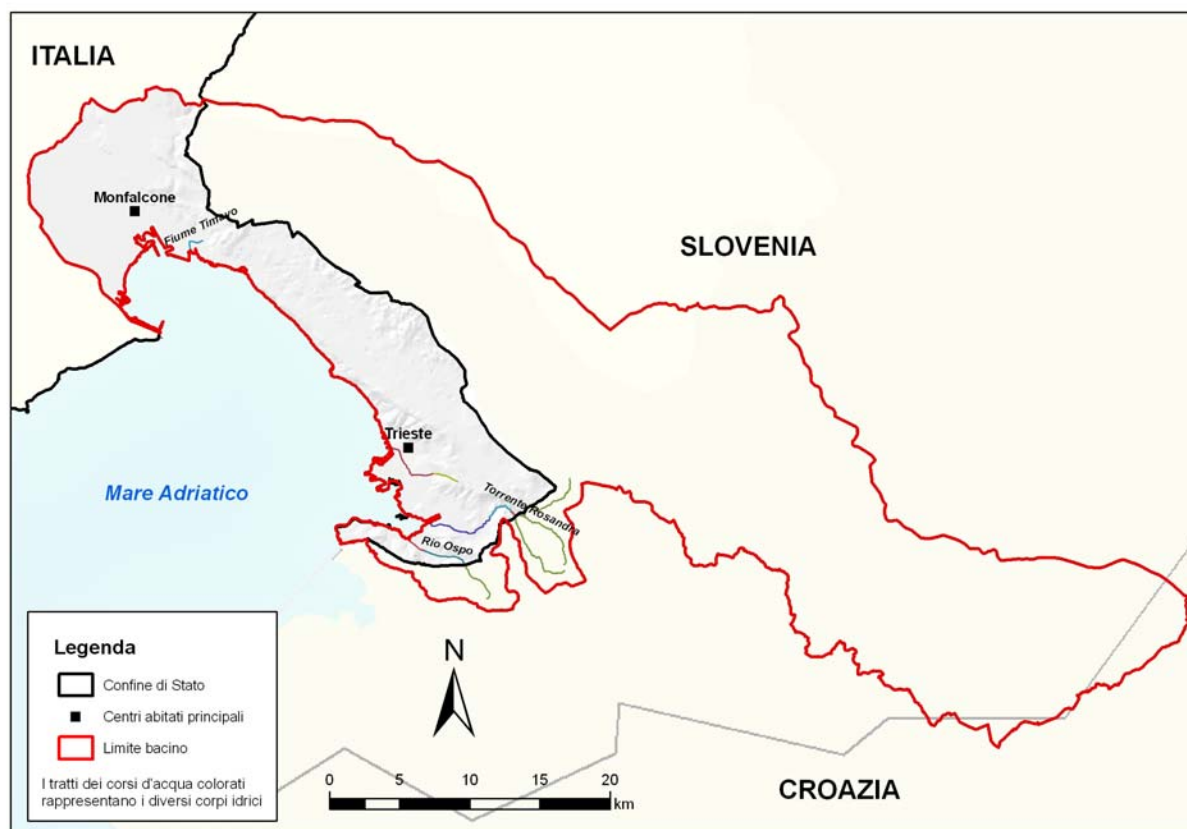 ITALIA
Monfalcone
Fiume Timavo
SLOVENIA
Trieste
Mare Adriatico
Torrente Rosandra
Rio Ospo
Legenda
Confine di Stato
Centri abitati principali
Limite bacino
I tratti dei corsi d'acqua colorati
rappresentano i diversi corpi idrici
N
0 5 10 15 20
km
CROAZIA